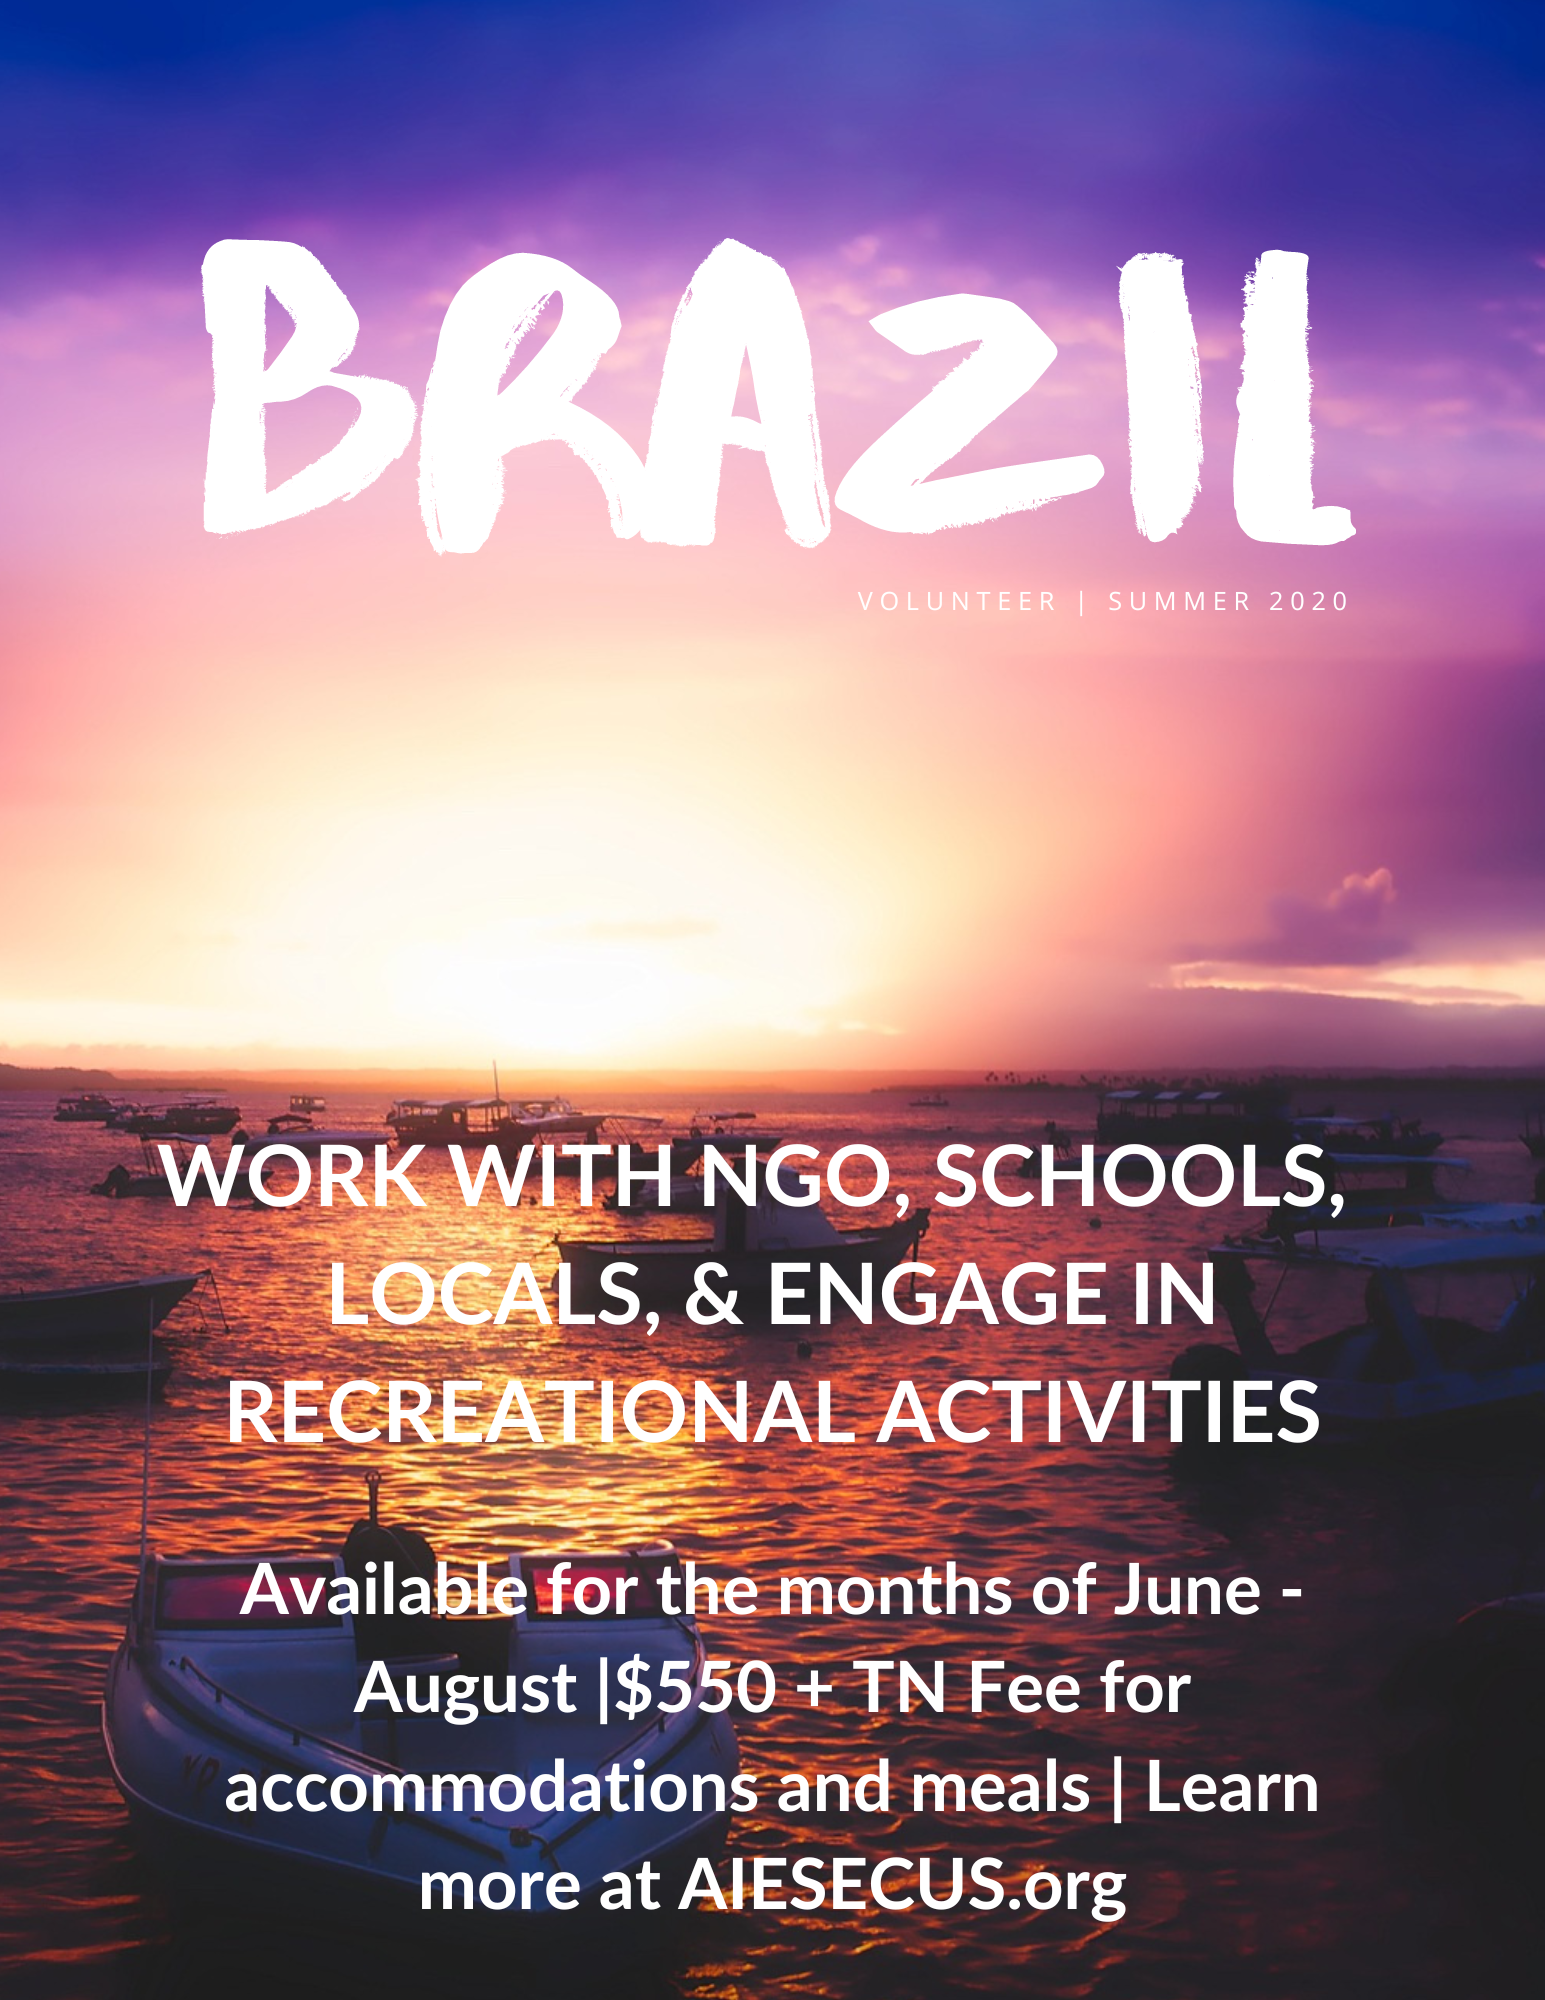 BRAZIL
VOLUNTEER | SUMMER 2020
WORK WITH NGO, SCHOOLS,
LOCALS, & ENGAGE IN
RECREATIONAL ACTIVITIES
Available for the months of June -
August |$550 + TN Fee for
accommodations and meals | Learn
more at AIESECUS.org